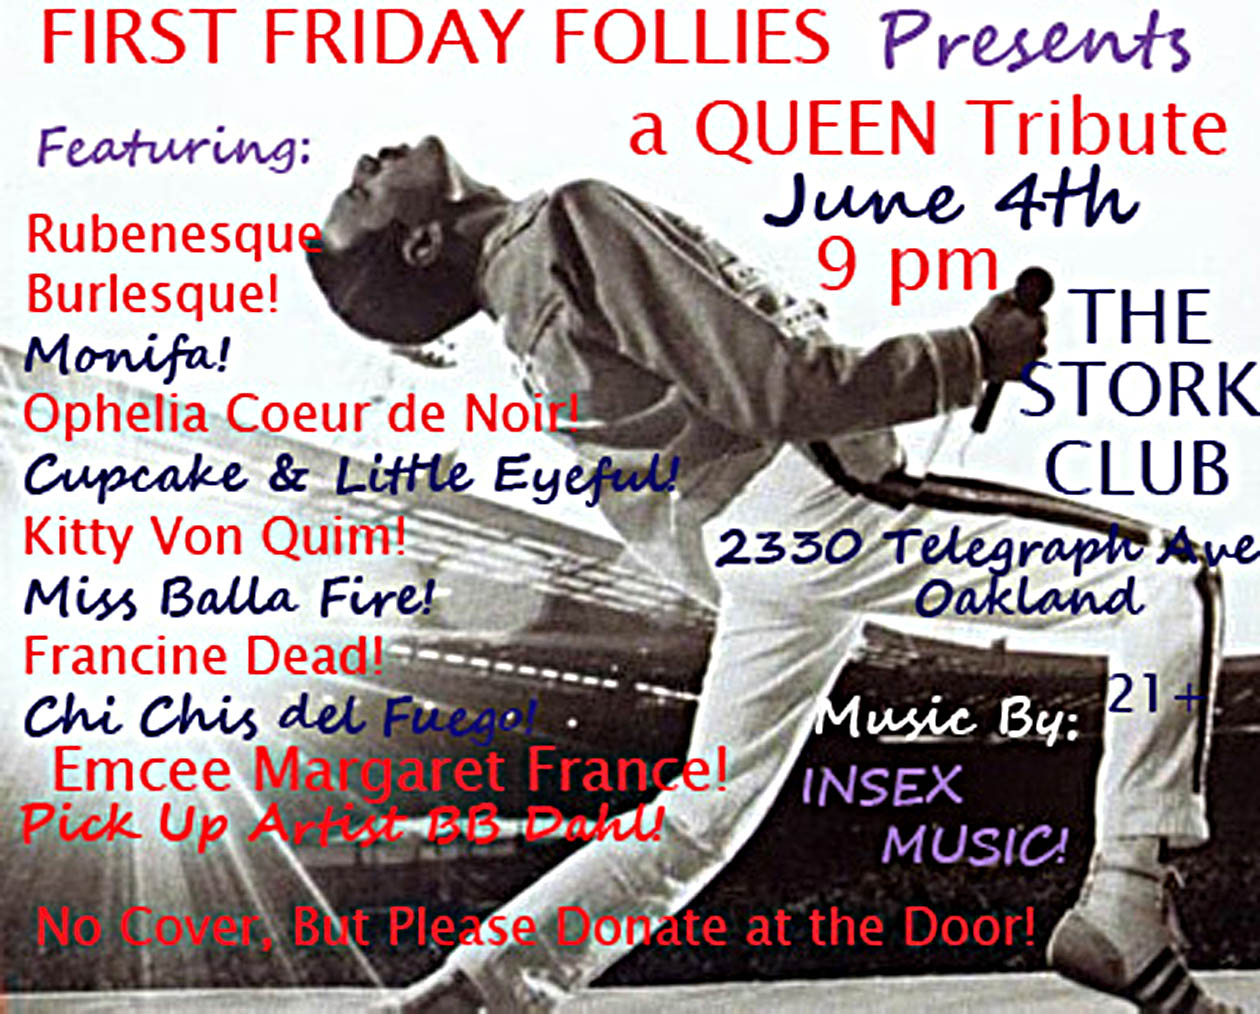 FIRST FRIDAY FOLLIES Presents
a QUEEN Tribute
June 4th
9 pm
THE
STORK
CLUB
2330 Telegraph Ave
Oakland
21+
Featuring:
Rubenesque
Burlesque!
Monifa!
Ophelia Coeur de Noir!
Cupcake & Little Eyeful!
Kitty Von Quim!
Miss Balla Fire!
Francine Dead!
Chi Chis del Fuego!
Emcee Margaret France!
Pick Up Artist BB Dahl!
Music By:
INSEX
MUSIC!
No Cover, But Please Donate at the Door!